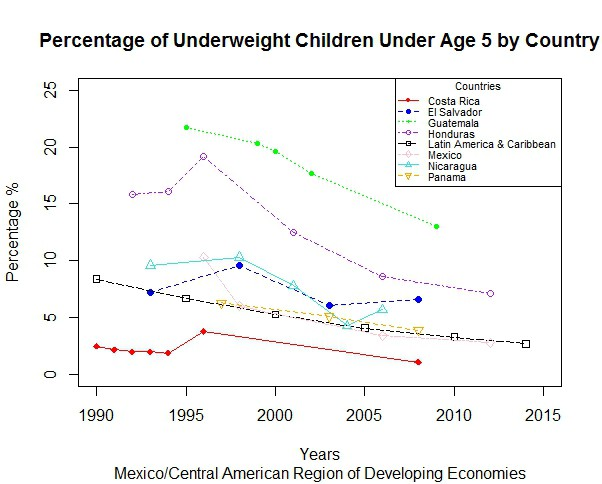 Percentage of Underweight Children Under Age 5 by Country
Percentage %
25
20
15
10
5
0
Countries
Costa Rica
El Salvador
Guatemala
Honduras
Latin America & Caribbean
Mexico
Nicaragua
Panama
1990 1995 2000 2005 2010 2015
Years
Mexico/Central American Region of Developing Economies